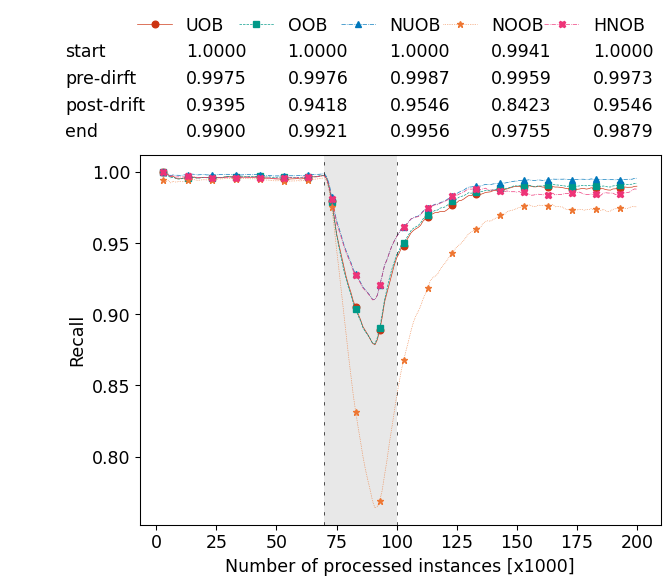 UOB OOB NUOB NOOB HNOB
start 1.0000 1.0000 1.0000 0.9941 1.0000
pre-dirft 0.9975 0.9976 0.9987 0.9959 0.9973
post-drift 0.9395 0.9418 0.9546 0.8423 0.9546
end 0.9900 0.9921 0.9956 0.9755 0.9879
1.00
0.95
0.90
0.85
0.80
Recall
0 25 50 75 100 125 150 175 200
Number of processed instances [x1000]